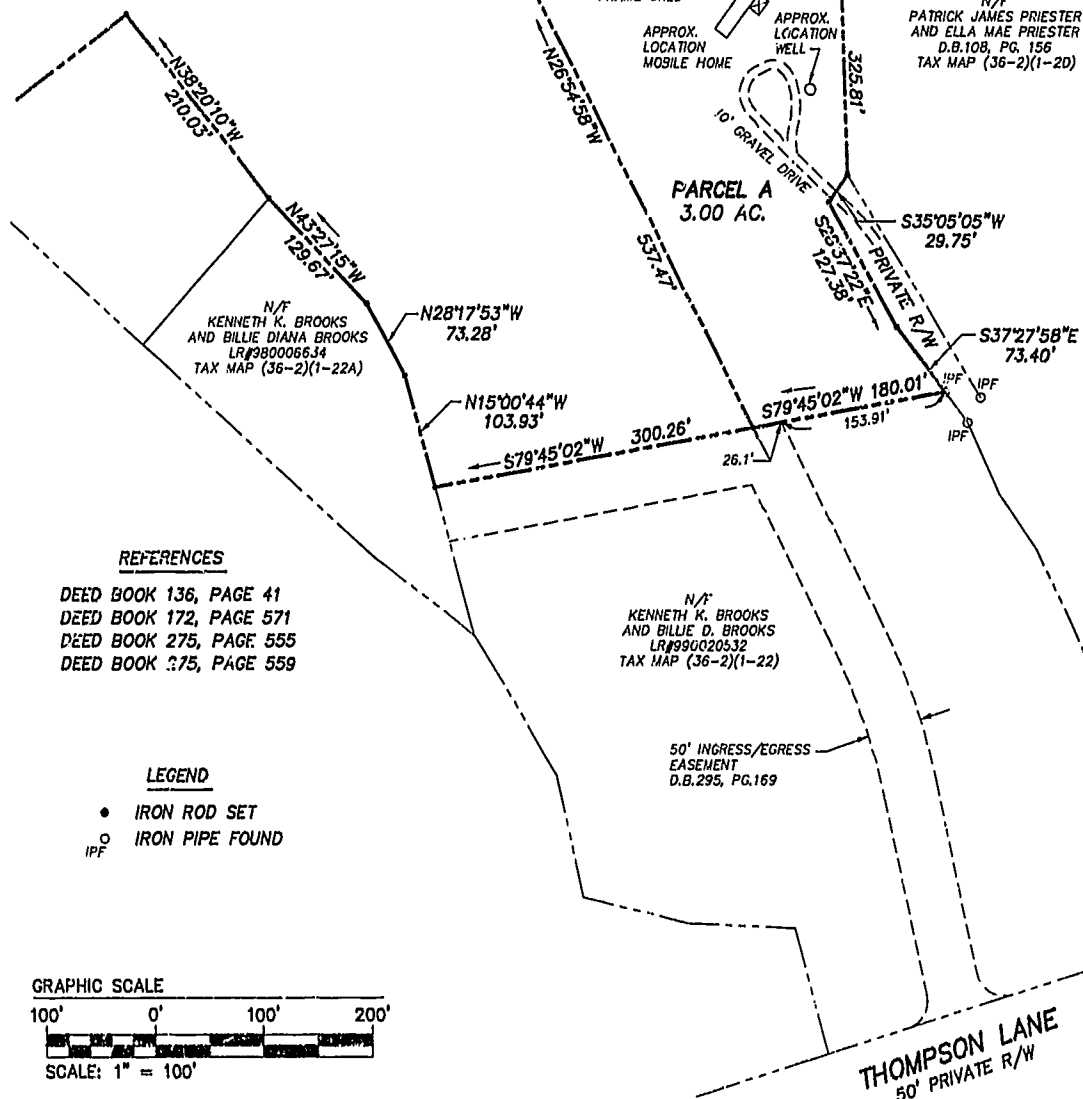 N/F
PATRICK JAMES PRIESTER
AND ELLA MAE PRIESTER
D.B.108, PG. 156
TAX MAP (36-2)(1-2D)
APPROX.
LOCATION
MOBILE HOME
APPROX.
LOCATION
WELL
325.81'
N38°20'10"W
210.03'
N26°54'58"W
537.47'
10' GRAVEL DRIVE
PARCEL A
3.00 AC.
S35°05'05"W
29.75'
PRIVATE R/W
127.38'
S37°27'58"E
73.40'
N43°27'15"W
129.67'
N/F
KENNETH K. BROOKS
AND BILLIE DIANA BROOKS
LR#980006634
TAX MAP (36-2)(1-22A)
N28°17'53"W
73.28'
N15°00'44"W
103.93'
S79°45'02"W 300.26'
S79°45'02"W 180.01'
153.91'
26.1'
IPF
IPF
IPF
REFERENCES
DEED BOOK 136, PAGE 41
DEED BOOK 172, PAGE 571
DEED BOOK 275, PAGE 555
DEED BOOK 275, PAGE 559
N/F
KENNETH K. BROOKS
AND BILLIE D. BROOKS
LR#990020532
TAX MAP (36-2)(1-22)
50' INGRESS/EGRESS
EASEMENT
D.B.295, PG.169
LEGEND
IRON ROD SET
IPF IRON PIPE FOUND
GRAPHIC SCALE
100' 0' 100' 200'
SCALE: 1" = 100'
THOMPSON LANE
50' PRIVATE R/W